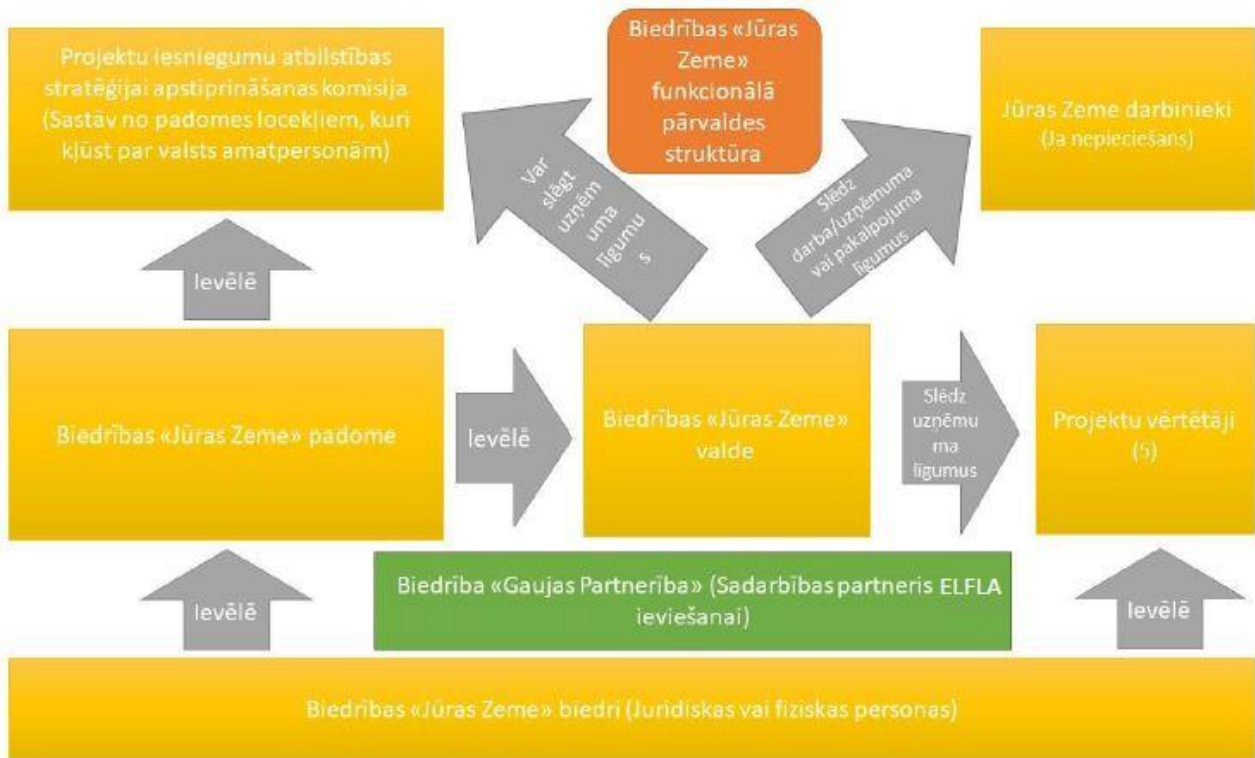 Biedrības «Jūras
Zeme»
funkcionālā
pārvaldes
struktūra
Projektu iesniegumu atbilstības
stratēģijai apstiprināšanas komisija
(Sastāv no padomes locekļiem, kuri
kļūst par valsts amatpersonām)
Jūras Zeme darbinieki
(Ja nepieciešans)
Var
slēgt
uzņēm
uma
līgumu
s
Slēdz
darba/uzņēmuma
vai pakalpojuma
līgumus
Ievēlē
Biedrības «Jūras Zeme» padome
Ievēlē
Biedrības «Jūras Zeme»
valde
Slēdz
uzņēmu
ma
līgumus
Projektu vērtētāji
(5)
Ievēlē
Biedrība «Gaujas Partnerība» (Sadarbības partneris ELFLA
ieviešanai)
Ievēlē
Biedrības «Jūras Zeme» biedri (Juridiskas vai fiziskas personas)